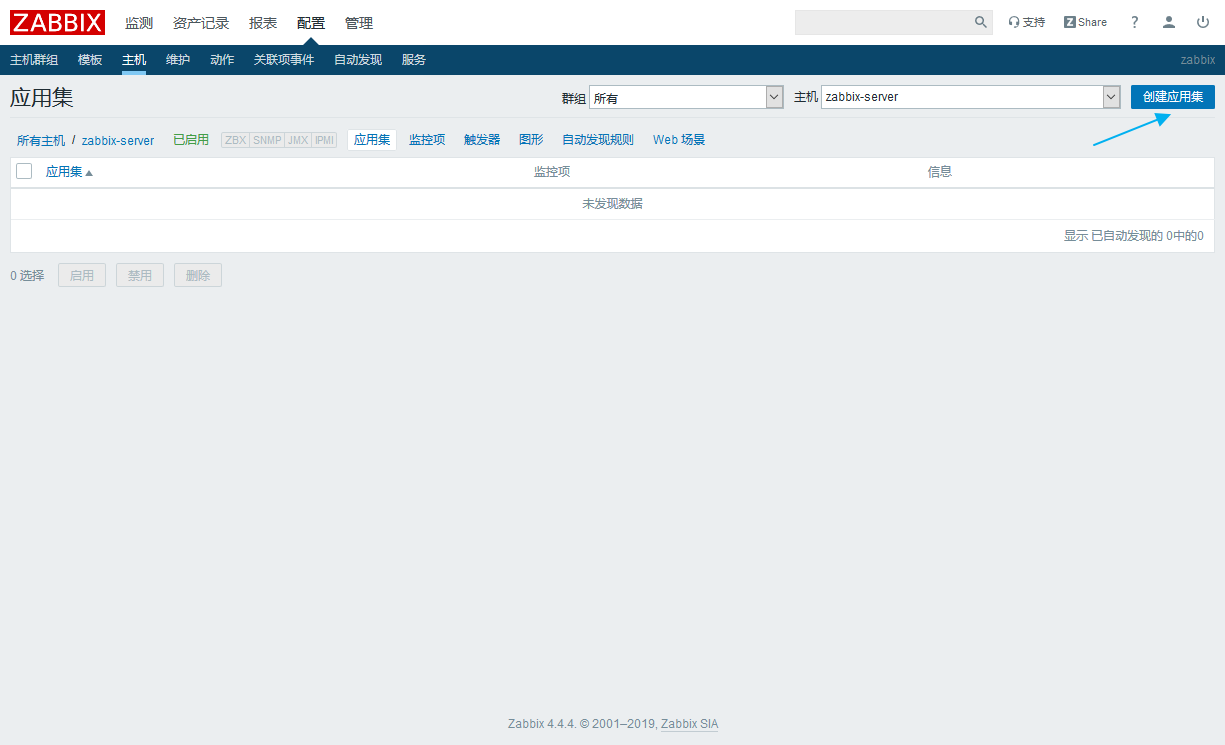 ZABBIX 监测 资产记录 报表 配置 管理 支持 Z Share ?
主机群组 模板 主机 维护 动作 关联项事件 自动发现 服务 zabbix
应用集 群组 所有 主机 zabbix-server 创建应用集
所有主机 / zabbix-server 已启用 ZBX SNMP JMX IPMI 应用集 监控项 触发器 图形 自动发现规则 Web 场景
应用集 监控项 信息
未发现数据
显示 已自动发现的 0中的0
0 选择 启用 禁用 删除
Zabbix 4.4.4. © 2001–2019, Zabbix SIA